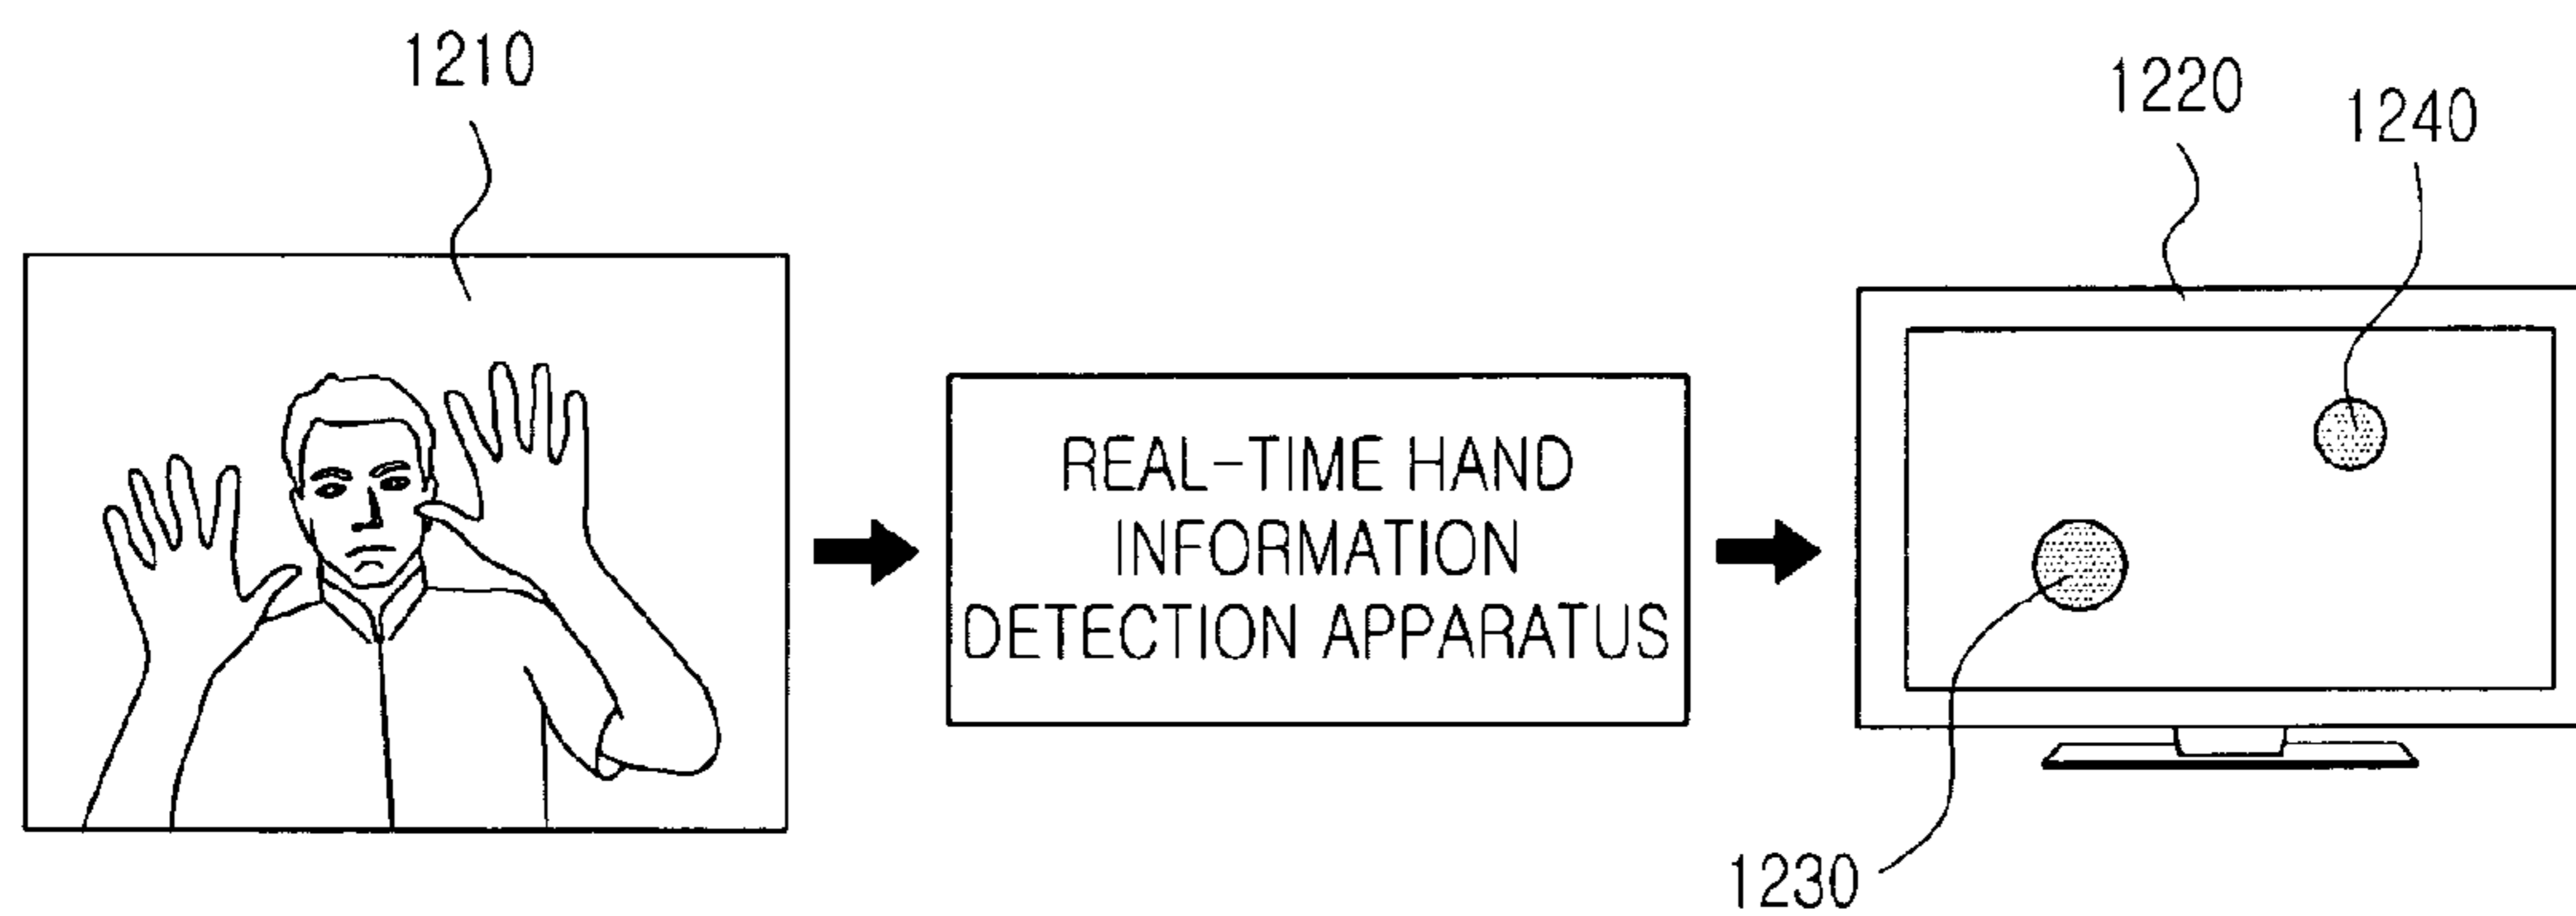 1210
1220
1240
REAL-TIME HAND
INFORMATION
DETECTION APPARATUS
1230